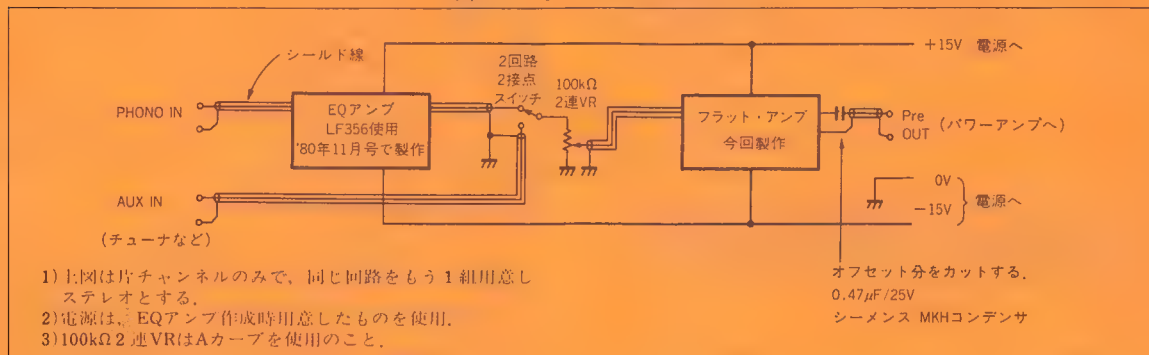 シールド線
PHONO IN
EQアンプ
LF356使用
'80年11月号で製作
2回路
2接点
スイッチ
100kΩ
2連VR
フラット・アンプ
今回製作
+15V 電源へ
Pre
OUT
(パワーアンプへ)
AUX IN
(チューナなど)
0V
-15V
電源へ
オフセット分をカットする.
0.47μF/25V
シーメンス MKHコンデンサ
1)上図は片チャンネルのみで、同じ回路をもう1組用意し
ステレオとする.
2)電源は、EQアンプ作成時用意したものを使用.
3)100kΩ2連VRはAカーブを使用のこと.